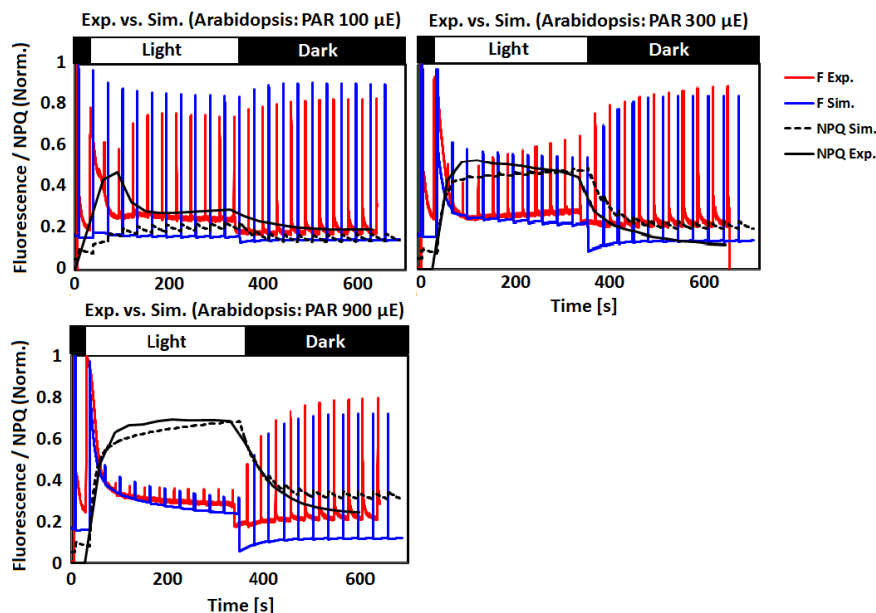 Exp. vs. Sim. (Arabidopsis: PAR 100 µE)
Light
Dark
Fluorescence / NPQ (Norm.)
1
0.8
0.6
0.4
0.2
0
0
200
400
600
Exp. vs. Sim. (Arabidopsis: PAR 300 µE)
Light
Dark
1
0.8
0.6
0.4
0.2
0
0
200
400
600
Time [s]
F Exp.
F Sim.
NPQ Sim.
NPQ Exp.
Exp. vs. Sim. (Arabidopsis: PAR 900 µE)
Light
Dark
Fluorescence / NPQ (Norm.)
1
0.8
0.6
0.4
0.2
0
0
200
400
600
Time [s]